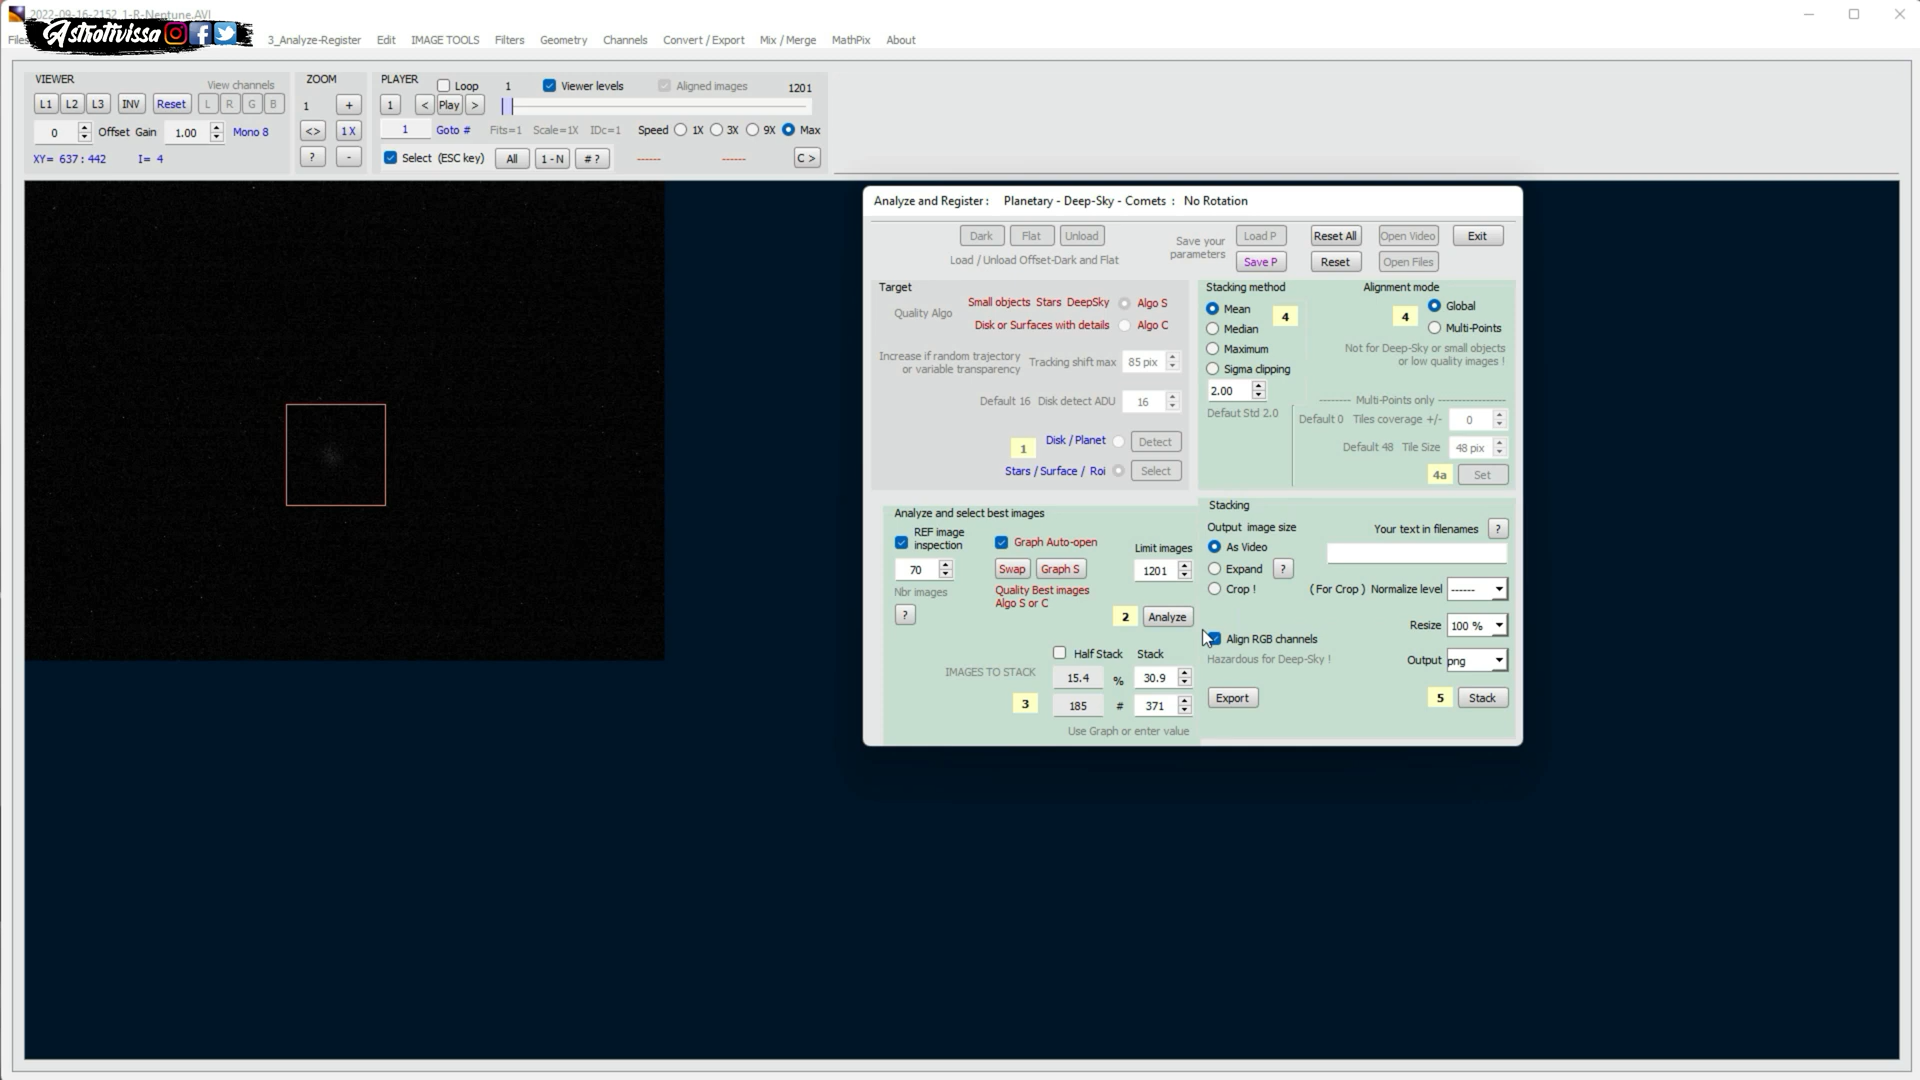 2022-09-16-2152_1-R-Neptune.AVI
Astrotivissa
Files 3_Analyze-Register Edit IMAGE TOOLS Filters Geometry Channels Convert / Export Mix / Merge MathPix About
VIEWER
View channels
L1 L2 L3 INV Reset L R G B
0 Offset Gain 1.00 Mono 8
XY= 637 : 442 I= 4
ZOOM
1 +
<> 1 X
? -
PLAYER Loop 1 Viewer levels Aligned images 1201
1 < Play >
1 Goto # Fits=1 Scale=1X IDc=1 Speed 1X 3X 9X Max
Select (ESC key) All 1 - N # ? ------ ------ C >
Analyze and Register : Planetary - Deep-Sky - Comets : No Rotation
Dark Flat Unload
Load / Unload Offset-Dark and Flat
Save your
parameters
Load P Reset All Open Video Exit
Save P Reset Open Files
Target
Quality Algo
Small objects Stars DeepSky Algo S
Disk or Surfaces with details Algo C
Increase if random trajectory
or variable transparency
Tracking shift max 85 pix
Default 16 Disk detect ADU 16
1 Disk / Planet Detect
Stars / Surface / Roi Select
Stacking method
Mean 4
Median
Maximum
Sigma clipping
2.00
Defaut Std 2.0
Alignment mode
4 Global
Multi-Points
Not for Deep-Sky or small objects
or low quality images !
-------- Multi-Points only ----------------
Default 0 Tiles coverage +/- 0
Default 48 Tile Size 48 pix
4a Set
Analyze and select best images
REF image
inspection
70
Nbr images
?
Graph Auto-open
Swap Graph S
Quality Best images
Algo S or C
Limit images
1201
2 Analyze
Half Stack Stack
IMAGES TO STACK 15.4 % 30.9
3 185 # 371
Use Graph or enter value
Stacking
Output image size
As Video
Expand ?
Crop !
Your text in filenames ?
( For Crop ) Normalize level ------
Resize 100 %
Align RGB channels
Hazardous for Deep-Sky !
Output png
Export 5 Stack